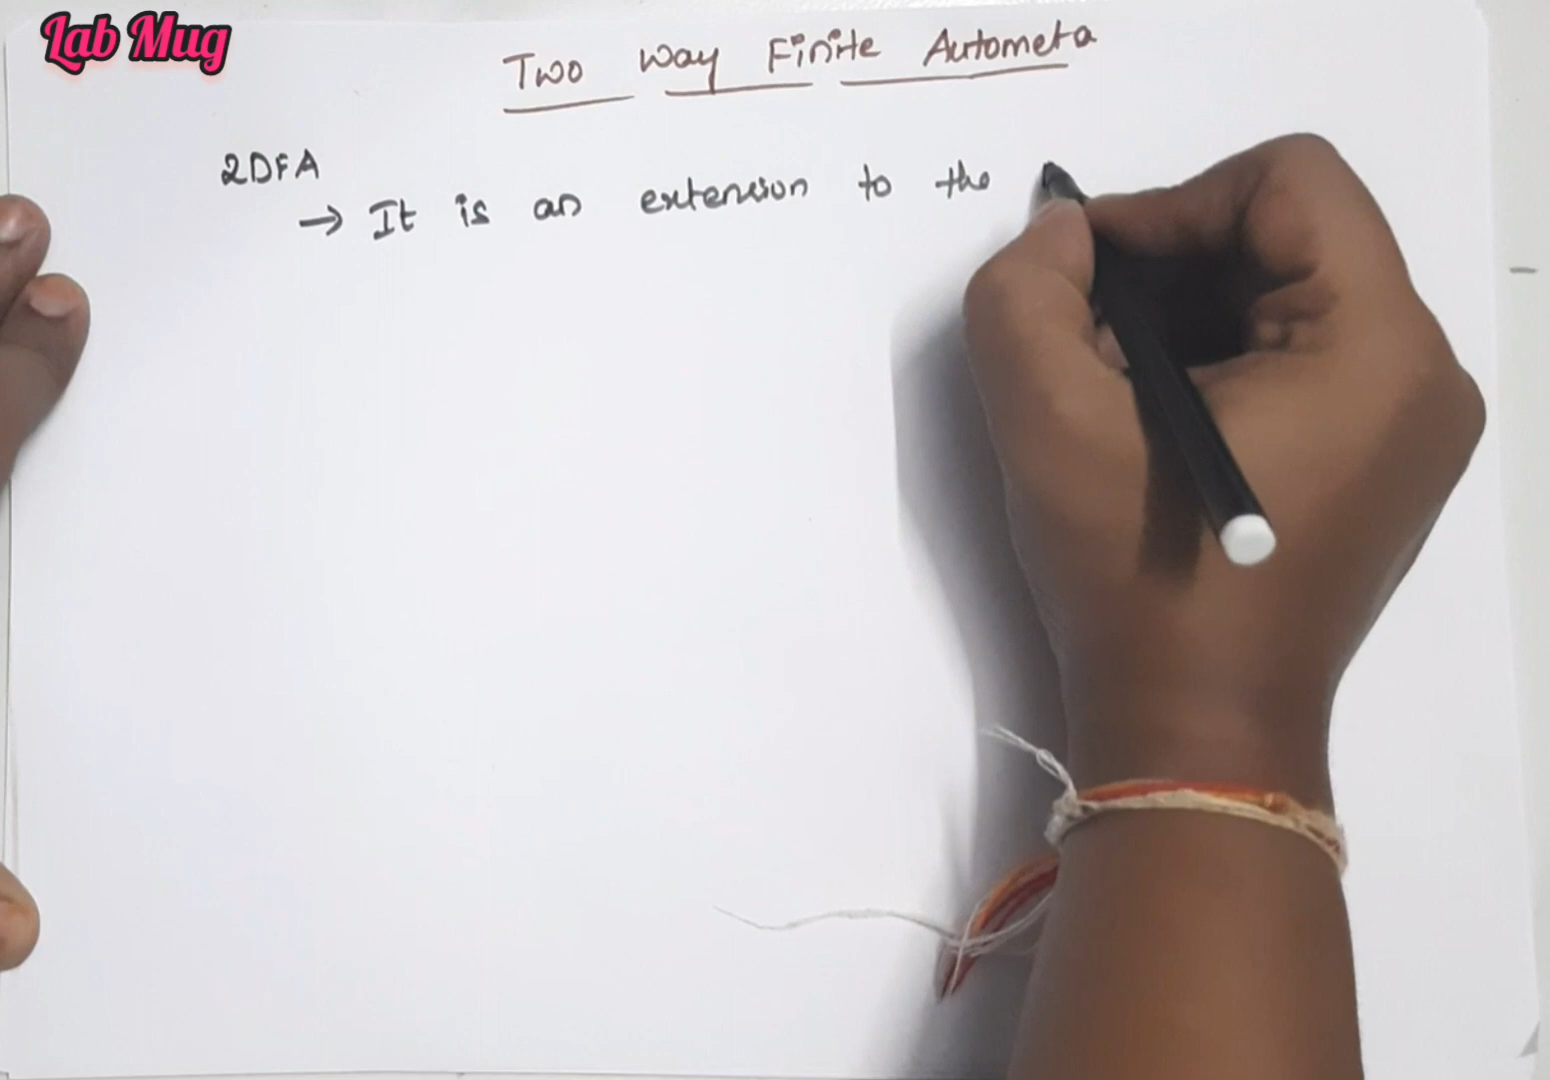 Lab Mug
Two Way Finite Autometa
2DFA
→ It is an extension to the